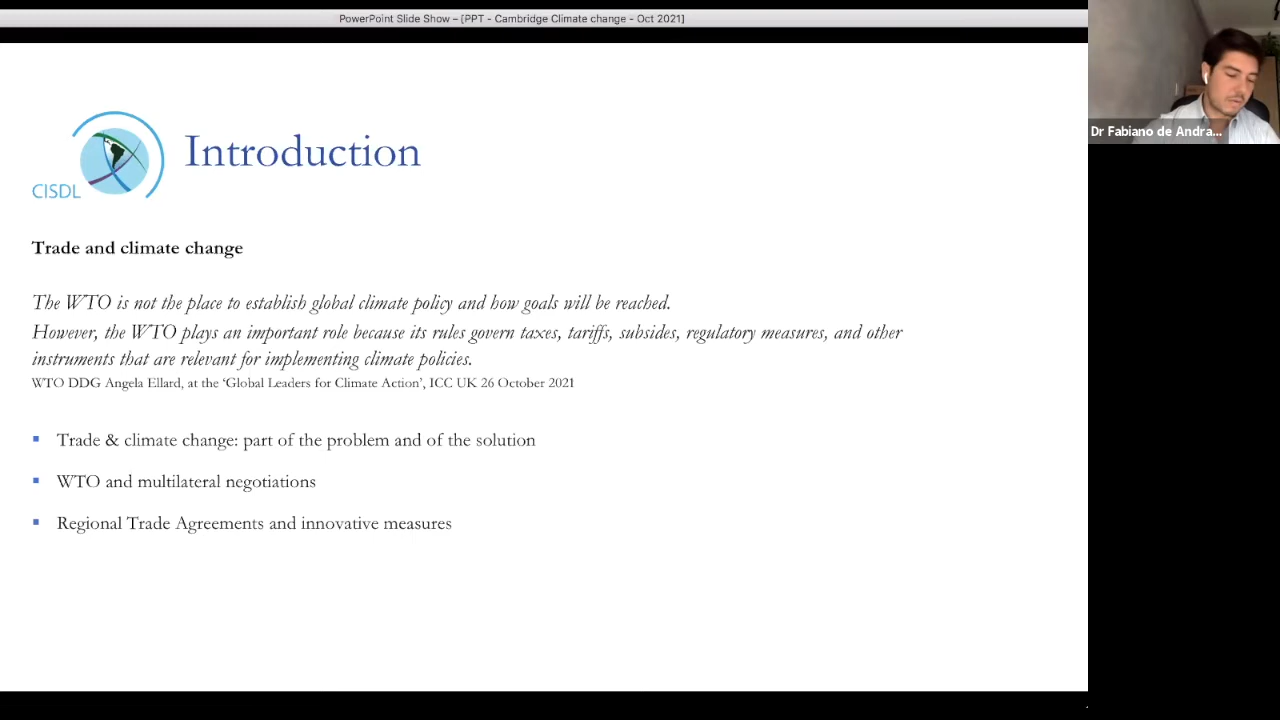 PowerPoint Slide Show – [PPT - Cambridge Climate change - Oct 2021]
Dr Fabiano de Andra...
CISDL
Introduction
Trade and climate change
The WTO is not the place to establish global climate policy and how goals will be reached.
However, the WTO plays an important role because its rules govern taxes, tariffs, subsides, regulatory measures, and other
instruments that are relevant for implementing climate policies.
WTO DDG Angela Ellard, at the ‘Global Leaders for Climate Action’, ICC UK 26 October 2021
▪ Trade & climate change: part of the problem and of the solution
▪ WTO and multilateral negotiations
▪ Regional Trade Agreements and innovative measures